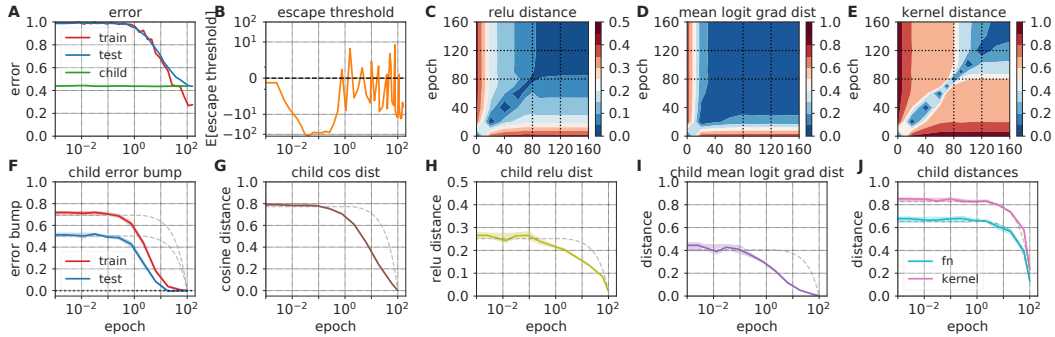 A error
1.0
0.8
0.6
0.4
0.2
0.0
error
train
test
child
10⁻² 10⁰ 10²
B escape threshold
10²
10¹
0
−10¹
−10²
[escape threshold]
10⁻² 10⁰ 10²
C relu distance
160
120
80
40
0
epoch
0 40 80 120 160
0.5
0.4
0.3
0.2
0.1
0.0
D mean logit grad dist
160
120
80
40
0
epoch
0 40 80 120 160
1.0
0.8
0.6
0.4
0.2
0.0
E kernel distance
160
120
80
40
0
epoch
0 40 80 120 160
1.0
0.9
0.8
0.7
0.6
0.5
0.4
0.3
0.2
0.1
0.0
F child error bump
1.0
0.8
0.6
0.4
0.2
0.0
error bump
train
test
10⁻² 10⁰ 10²
epoch
G child cos dist
1.0
0.8
0.6
0.4
0.2
0.0
cosine distance
10⁻² 10⁰ 10²
epoch
H child relu dist
0.5
0.4
0.3
0.2
0.1
0.0
relu distance
10⁻² 10⁰ 10²
epoch
I child mean logit grad dist
1.0
0.8
0.6
0.4
0.2
0.0
distance
10⁻² 10⁰ 10²
epoch
J child distances
1.0
0.8
0.6
0.4
0.2
0.0
distance
fn
kernel
10⁻² 10⁰ 10²
epoch